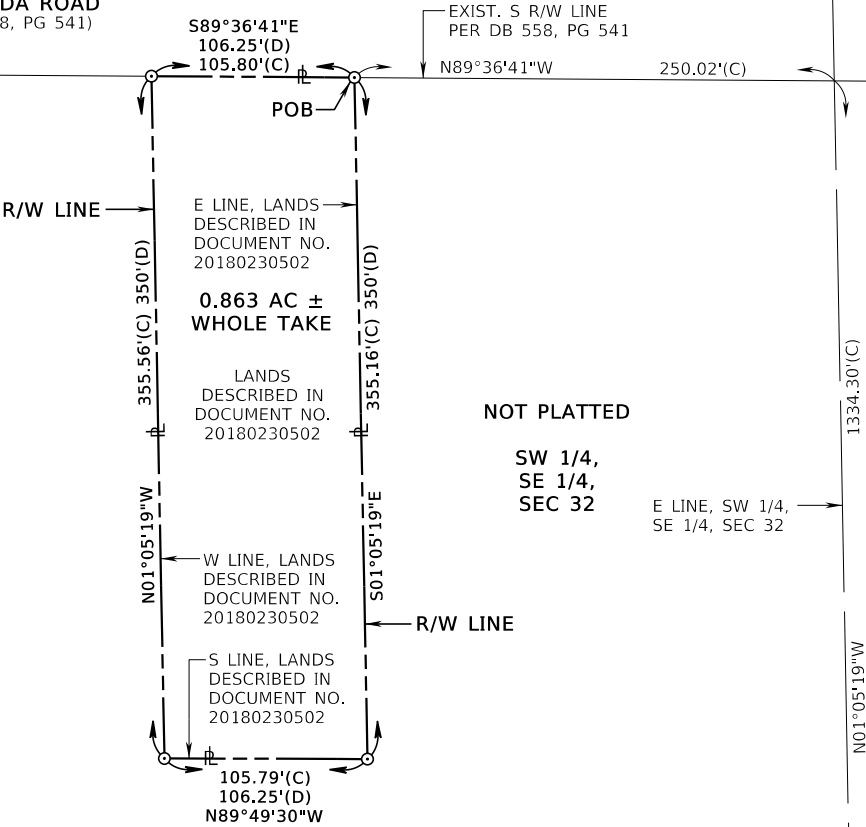 DA ROAD
8, PG 541)
S89°36'41"E
106.25'(D)
105.80'(C)
EXIST. S R/W LINE
PER DB 558, PG 541
N89°36'41"W
250.02'(C)
POB
R/W LINE
E LINE, LANDS
DESCRIBED IN
DOCUMENT NO.
20180230502
0.863 AC ±
WHOLE TAKE
LANDS
DESCRIBED IN
DOCUMENT NO.
20180230502
355.56'(C) 350'(D)
355.16'(C) 350'(D)
NOT PLATTED
SW 1/4,
SE 1/4,
SEC 32
1334.30'(C)
E LINE, SW 1/4,
SE 1/4, SEC 32
N01°05'19"W
S01°05'19"E
W LINE, LANDS
DESCRIBED IN
DOCUMENT NO.
20180230502
R/W LINE
S LINE, LANDS
DESCRIBED IN
DOCUMENT NO.
20180230502
N01°05'19"W
105.79'(C)
106.25'(D)
N89°49'30"W